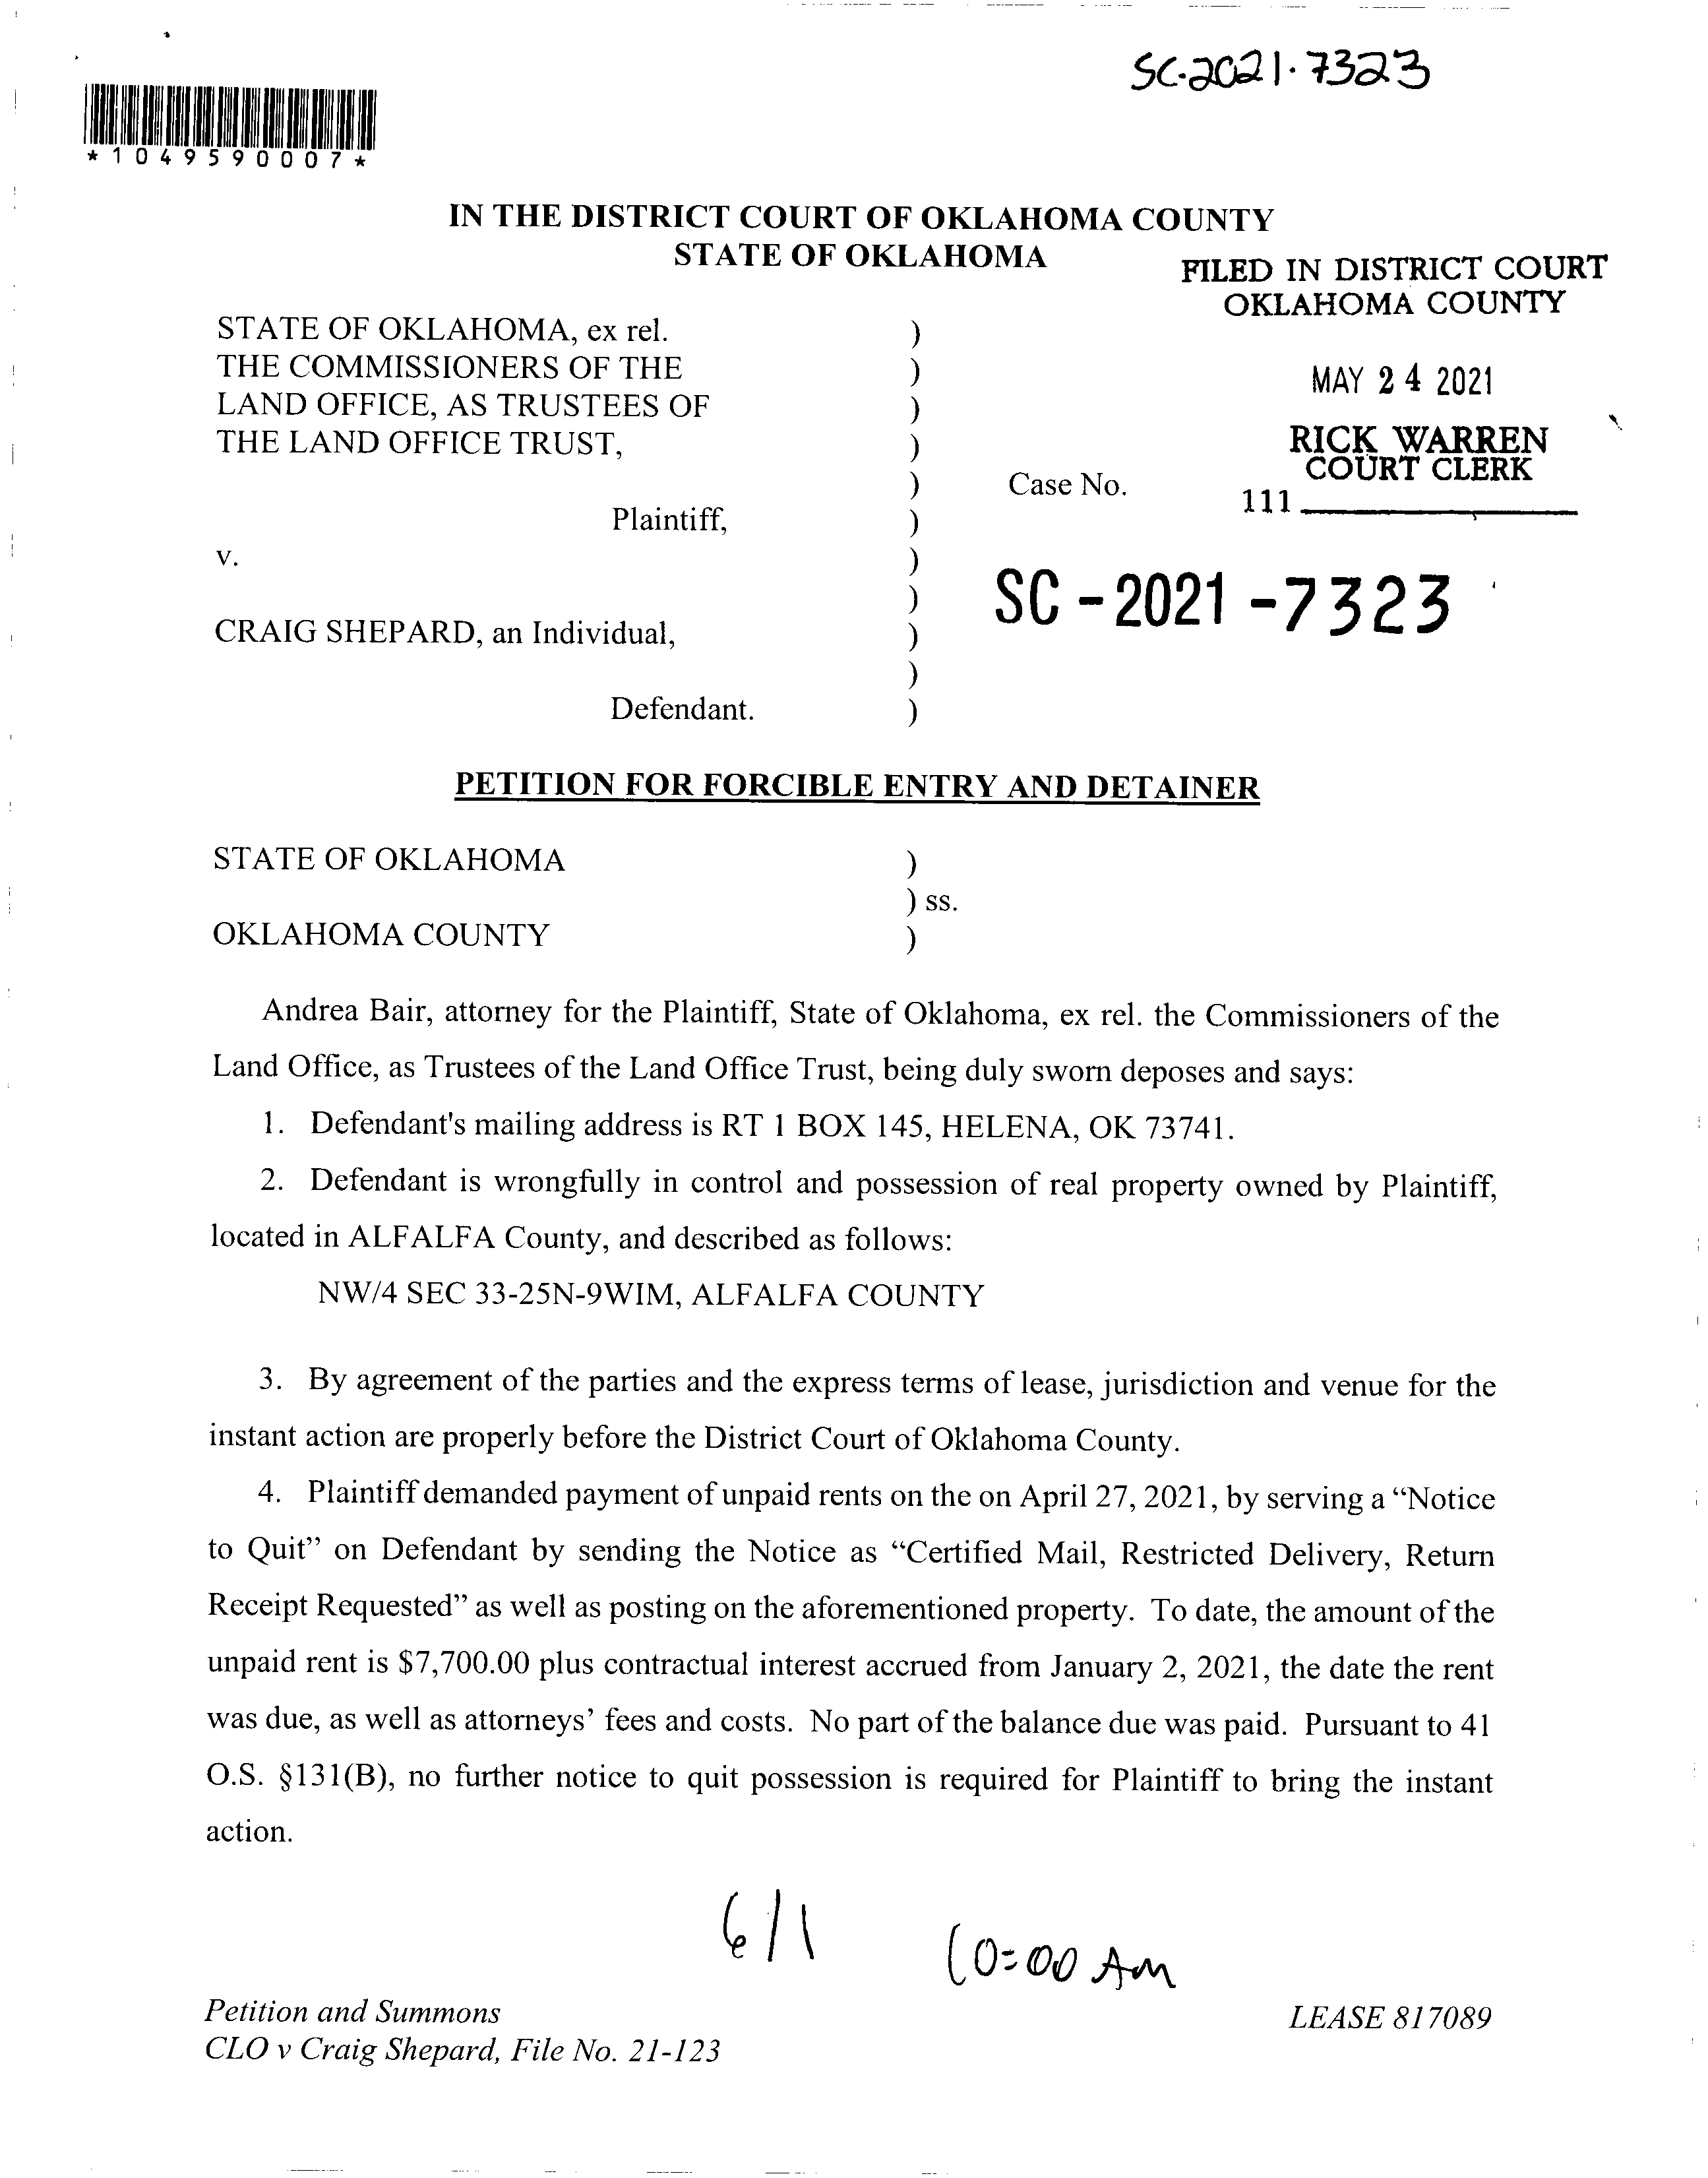 SC-2021-7323
*1049590007*
IN THE DISTRICT COURT OF OKLAHOMA COUNTY
STATE OF OKLAHOMA
FILED IN DISTRICT COURT
OKLAHOMA COUNTY
MAY 24 2021
RICK WARREN
COURT CLERK
111
STATE OF OKLAHOMA, ex rel. )
THE COMMISSIONERS OF THE )
LAND OFFICE, AS TRUSTEES OF )
THE LAND OFFICE TRUST, )
) Case No.
Plaintiff, )
v. )
) SC-2021-7323
CRAIG SHEPARD, an Individual, )
)
Defendant. )
PETITION FOR FORCIBLE ENTRY AND DETAINER
STATE OF OKLAHOMA )
) ss.
OKLAHOMA COUNTY )
Andrea Bair, attorney for the Plaintiff, State of Oklahoma, ex rel. the Commissioners of the
Land Office, as Trustees of the Land Office Trust, being duly sworn deposes and says:
1. Defendant's mailing address is RT 1 BOX 145, HELENA, OK 73741.
2. Defendant is wrongfully in control and possession of real property owned by Plaintiff,
located in ALFALFA County, and described as follows:
NW/4 SEC 33-25N-9WIM, ALFALFA COUNTY
3. By agreement of the parties and the express terms of lease, jurisdiction and venue for the
instant action are properly before the District Court of Oklahoma County.
4. Plaintiff demanded payment of unpaid rents on the on April 27, 2021, by serving a “Notice
to Quit” on Defendant by sending the Notice as “Certified Mail, Restricted Delivery, Return
Receipt Requested” as well as posting on the aforementioned property. To date, the amount of the
unpaid rent is $7,700.00 plus contractual interest accrued from January 2, 2021, the date the rent
was due, as well as attorneys’ fees and costs. No part of the balance due was paid. Pursuant to 41
O.S. §131(B), no further notice to quit possession is required for Plaintiff to bring the instant
action.
6/1 10:00 AM
Petition and Summons
LEASE 817089
CLO v Craig Shepard, File No. 21-123